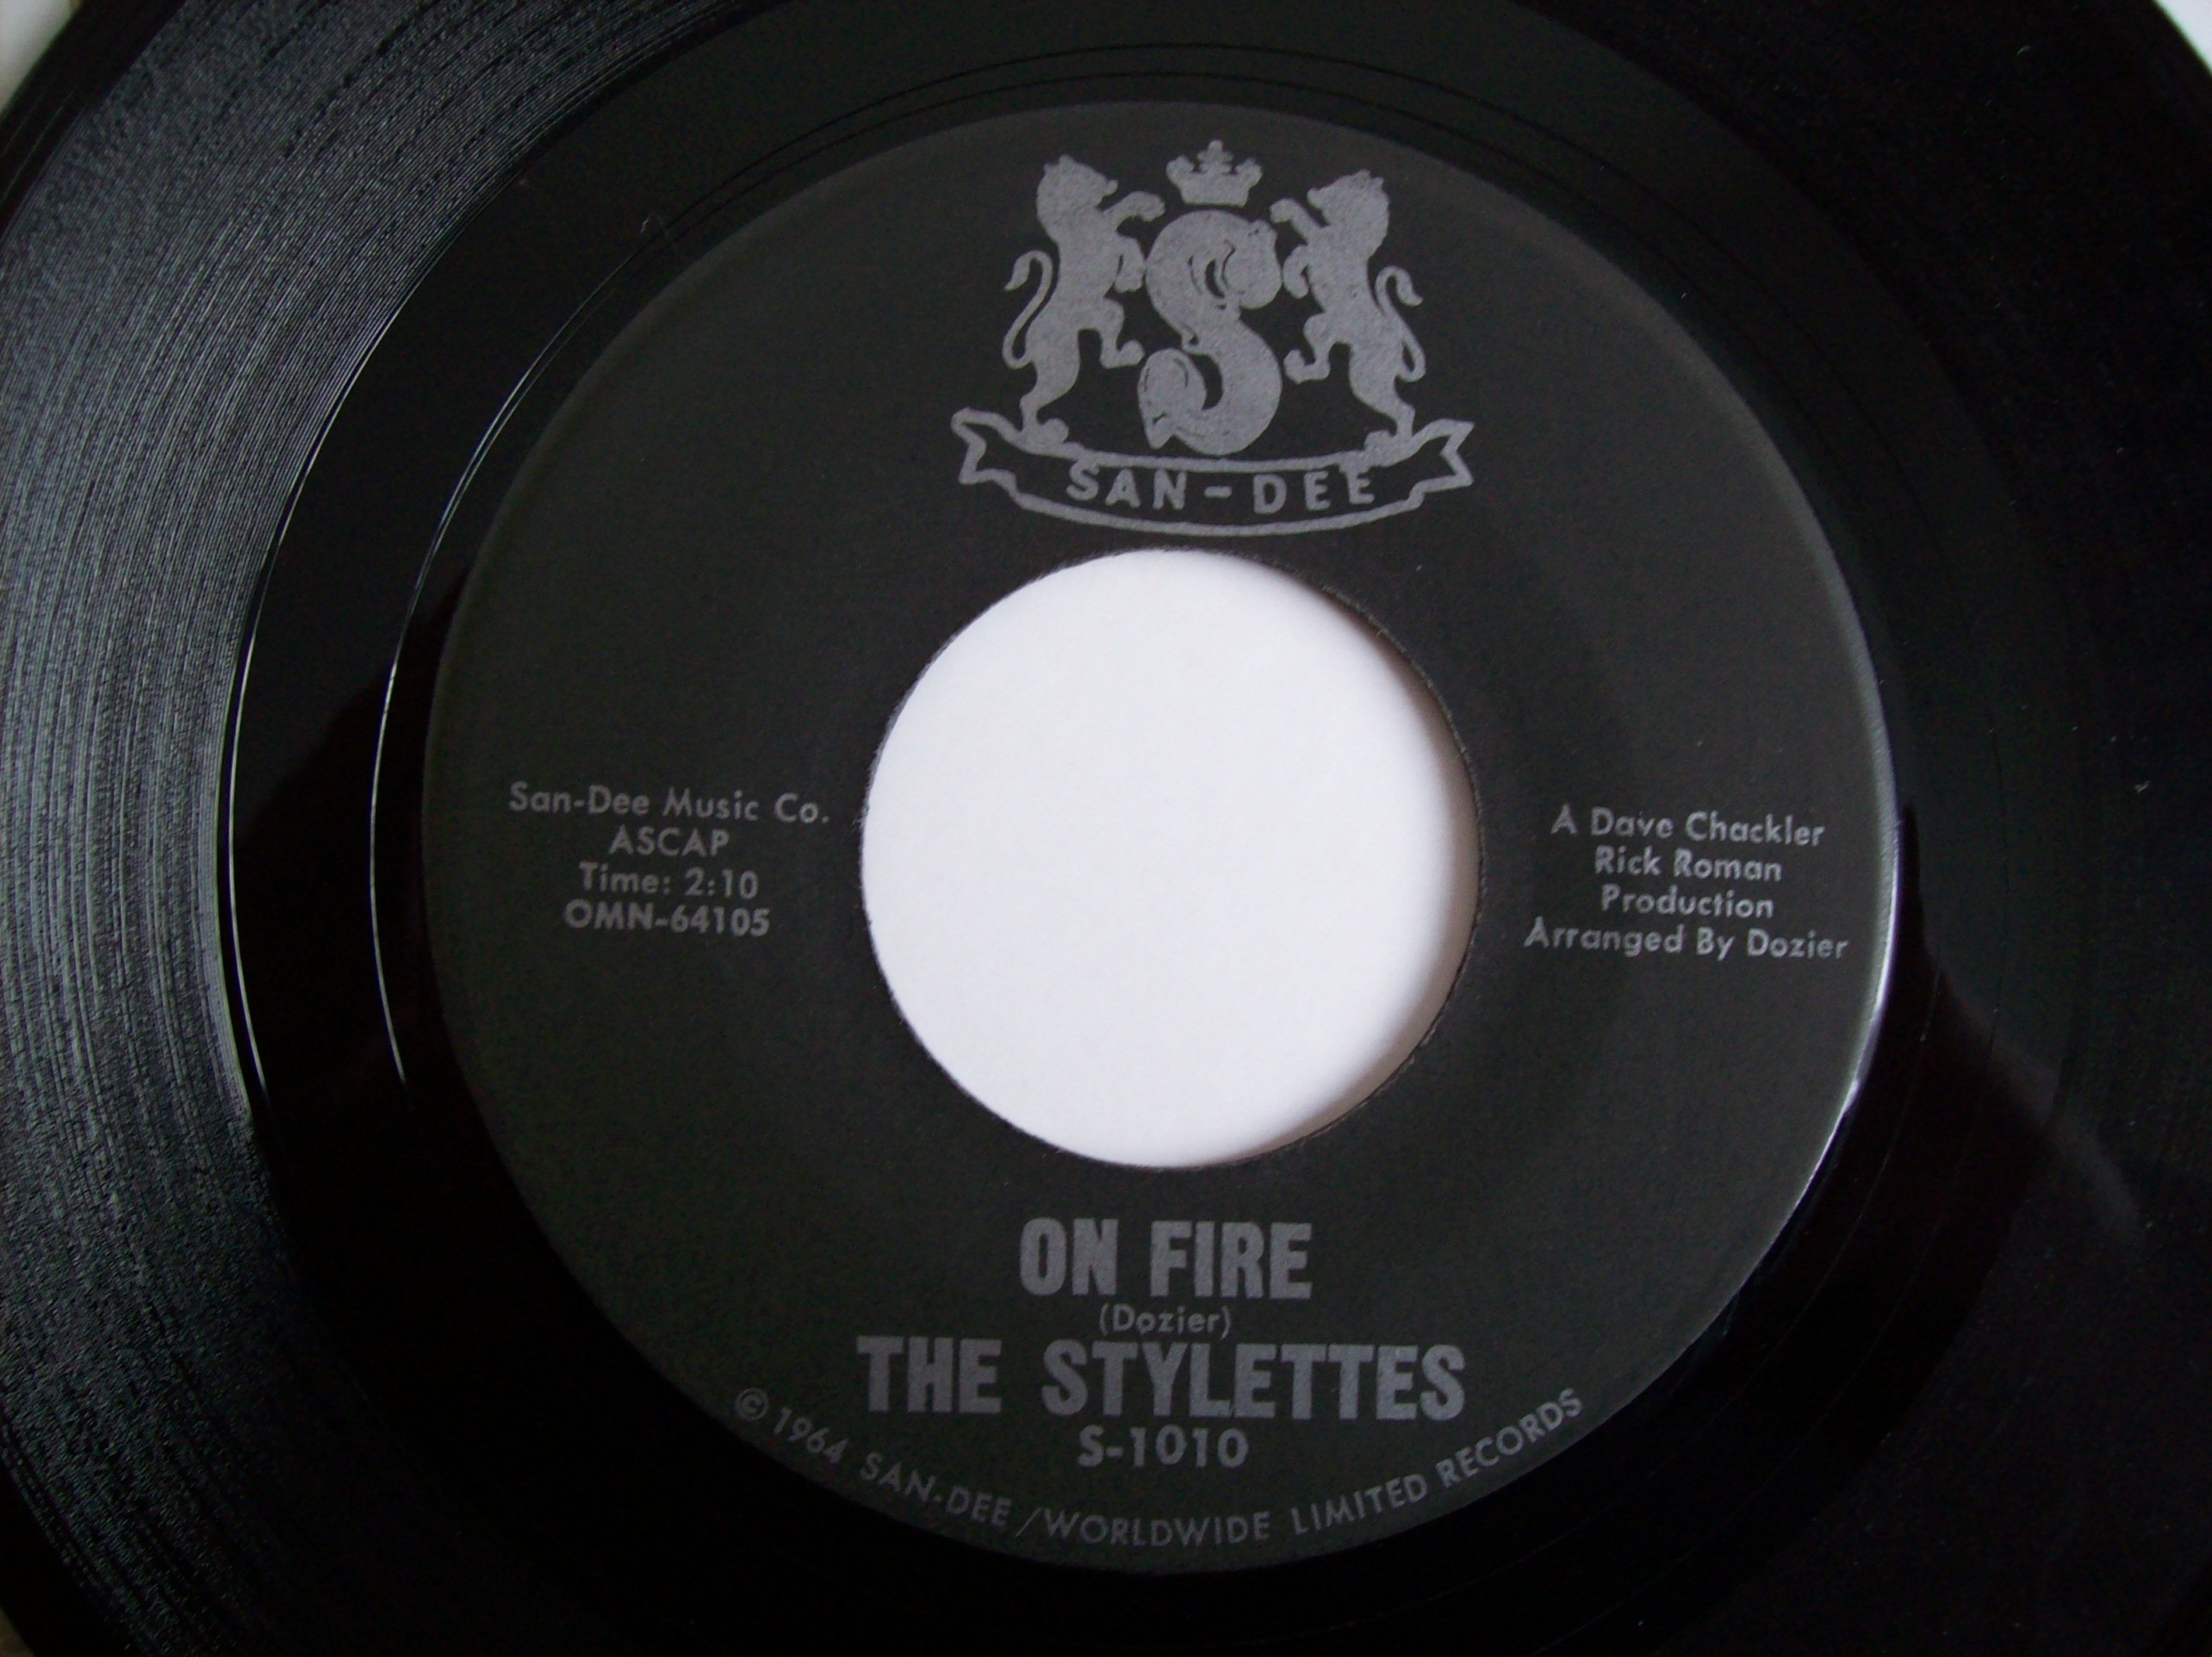 S
SAN-DEE
San-Dee Music Co.
ASCAP
Time: 2:10
OMN-64105
A Dave Chackler
Rick Roman
Production
Arranged By Dozier
ON FIRE
(Dozier)
THE STYLETTES
S-1010
© 1964 SAN-DEE/WORLDWIDE LIMITED RECORDS